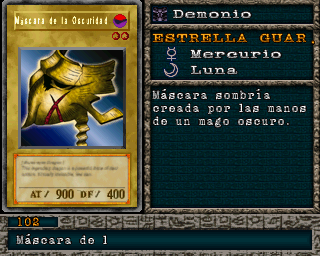 Máscara de la Oscuridad
AT/ 900 DF/ 400
Demonio
ESTRELLA GUAR.
Mercurio
Luna
Máscara sombría
creada por las manos
de un mago oscuro.
102
Máscara de l